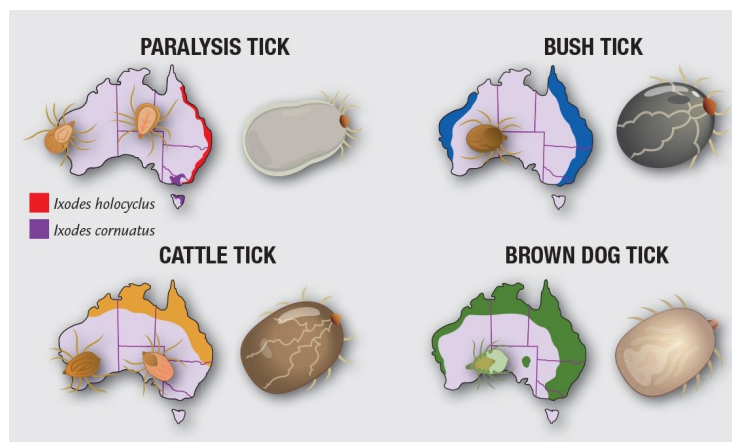 PARALYSIS TICK
BUSH TICK
Ixodes holocyclus
Ixodes cornuatus
CATTLE TICK
BROWN DOG TICK